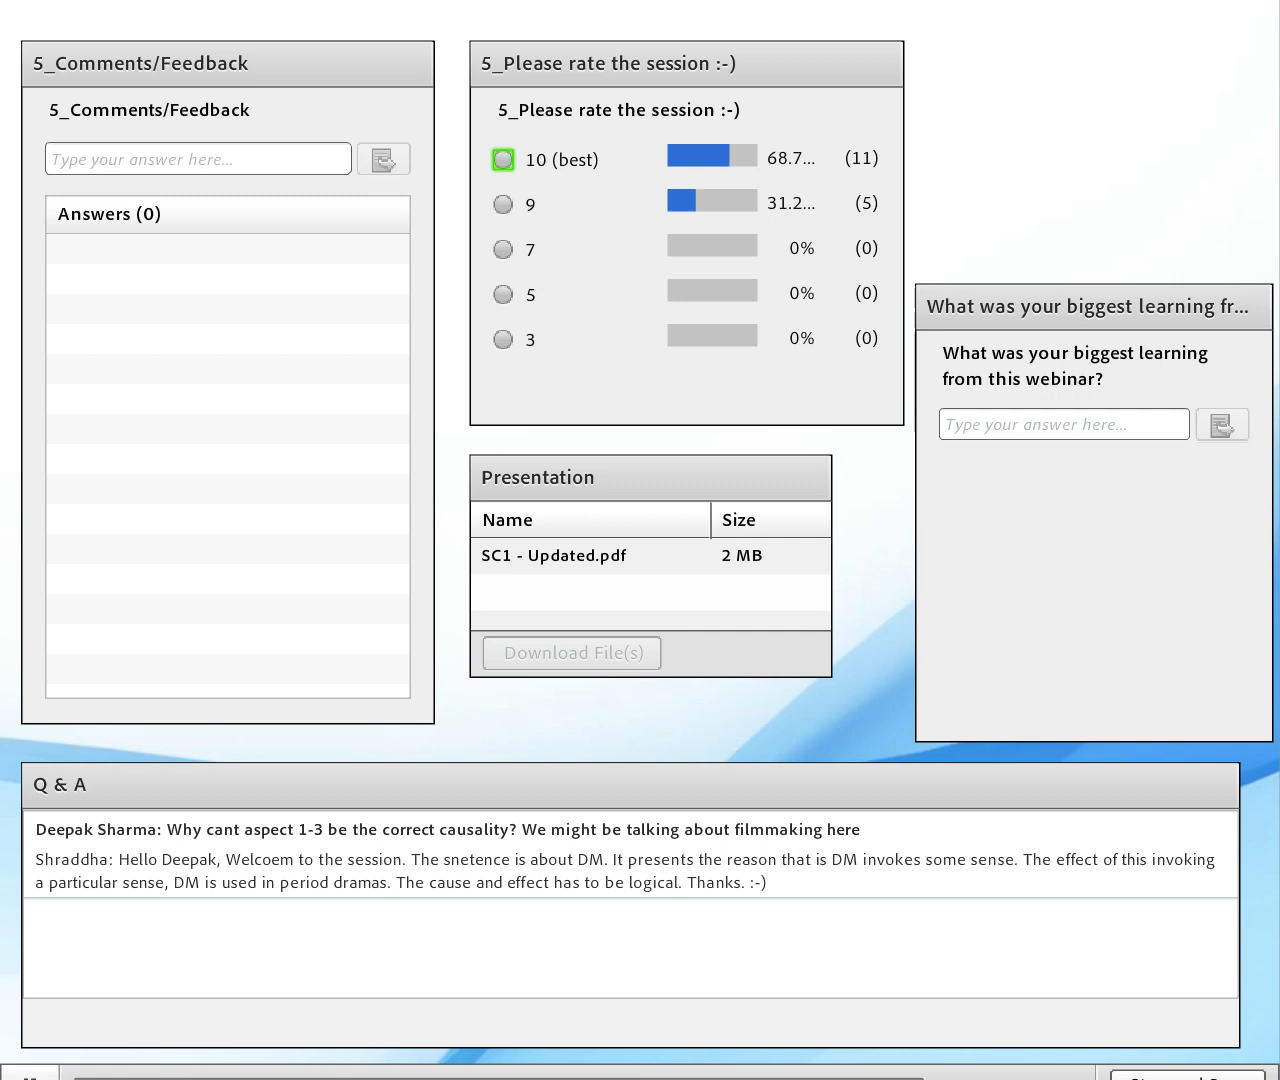 5_Comments/Feedback
5_Comments/Feedback
Type your answer here...
Answers (0)
5_Please rate the session :-)
5_Please rate the session :-)
10 (best) 68.7... (11)
9 31.2... (5)
7 0% (0)
5 0% (0)
3 0% (0)
Presentation
Name Size
SC1 - Updated.pdf 2 MB
Download File(s)
What was your biggest learning fr...
What was your biggest learning
from this webinar?
Type your answer here...
Q & A
Deepak Sharma: Why cant aspect 1-3 be the correct causality? We might be talking about filmmaking here
Shraddha: Hello Deepak, Welcoem to the session. The snetence is about DM. It presents the reason that is DM invokes some sense. The effect of this invoking
a particular sense, DM is used in period dramas. The cause and effect has to be logical. Thanks. :-)